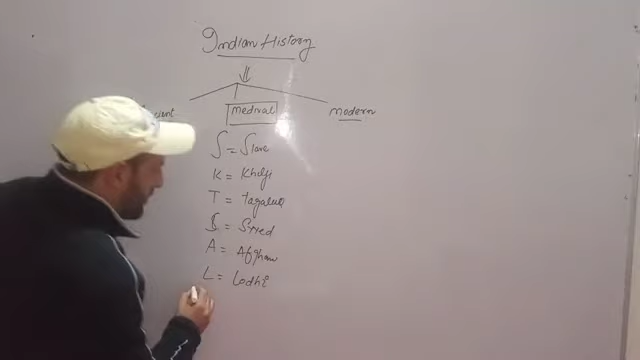 Indian History
Medival
modern
S = Slave
K = Khilji
T = Tagaluq
S = Syed
A = Afghan
L = Lodhi